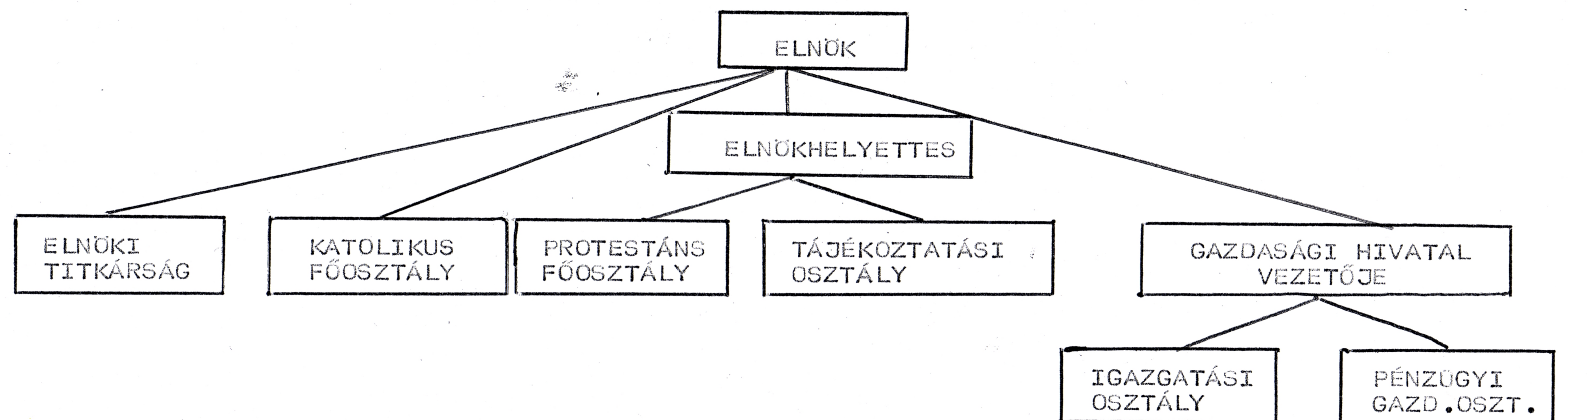 ELNÖK
ELNÖKHELYETTES
ELNÖKI
TITKÁRSÁG
KATOLIKUS
FŐOSZTÁLY
PROTESTÁNS
FŐOSZTÁLY
TÁJÉKOZTATÁSI
OSZTÁLY
GAZDASÁGI HIVATAL
VEZETŐJE
IGAZGATÁSI
OSZTÁLY
PÉNZÜGYI
GAZD.OSZT.